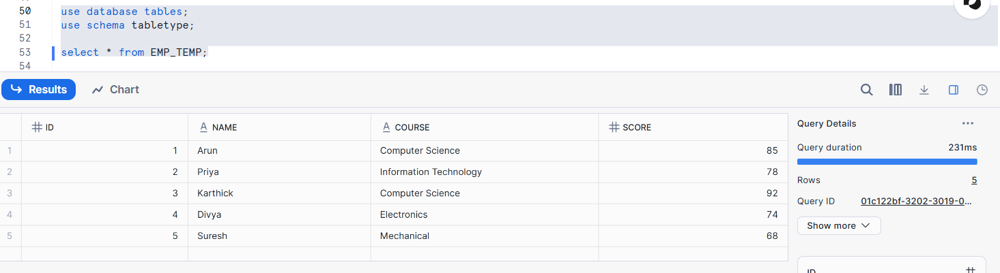 50 use database tables;
51 use schema tabletype;
52
53 select * from EMP_TEMP;
54
Results Chart
ID NAME COURSE SCORE
1 1 Arun Computer Science 85
2 2 Priya Information Technology 78
3 3 Karthick Computer Science 92
4 4 Divya Electronics 74
5 5 Suresh Mechanical 68
Query Details
Query duration 231ms
Rows 5
Query ID 01c122bf-3202-3019-0...
Show more
ID